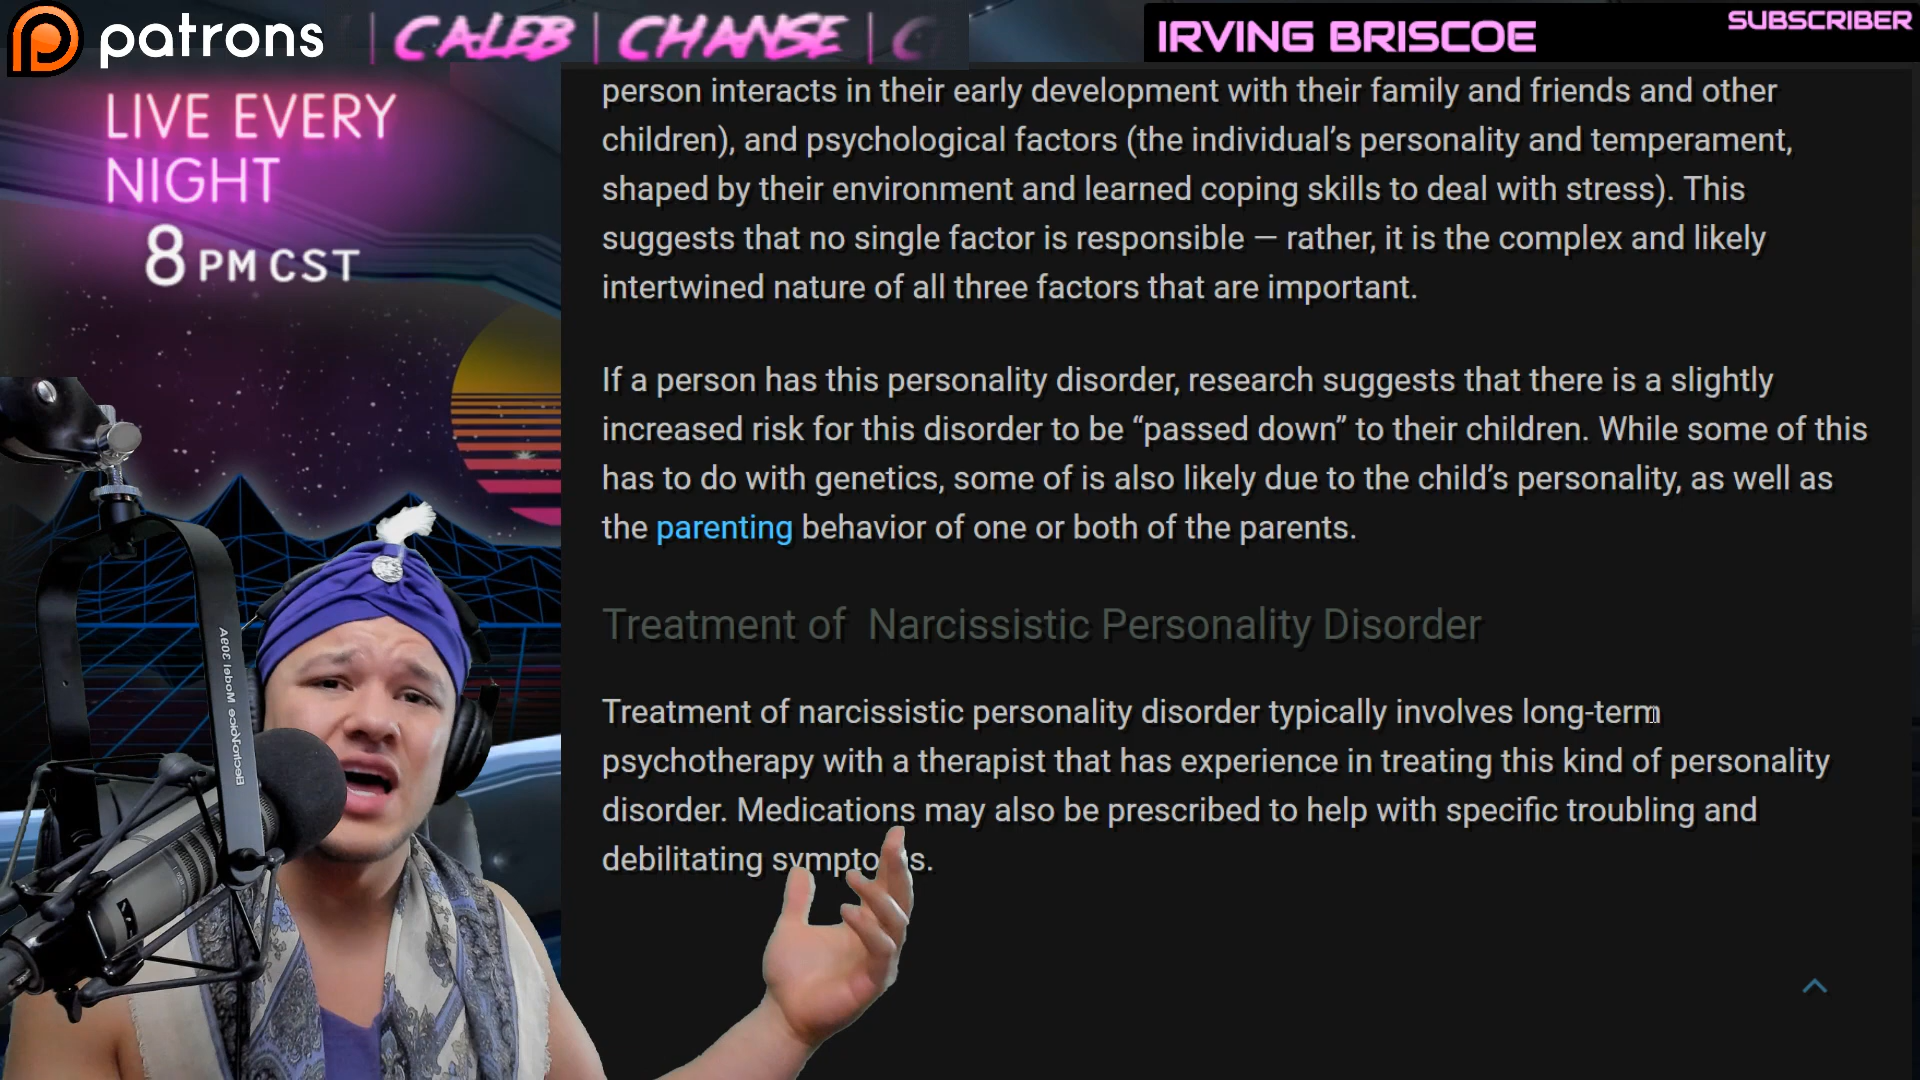 patrons
| CALEB | CHANSE | C
IRVING BRISCOE
SUBSCRIBER
LIVE EVERY
NIGHT
8 PM CST
person interacts in their early development with their family and friends and other
children), and psychological factors (the individual’s personality and temperament,
shaped by their environment and learned coping skills to deal with stress). This
suggests that no single factor is responsible — rather, it is the complex and likely
intertwined nature of all three factors that are important.
If a person has this personality disorder, research suggests that there is a slightly
increased risk for this disorder to be “passed down” to their children. While some of this
has to do with genetics, some of is also likely due to the child’s personality, as well as
the parenting behavior of one or both of the parents.
Treatment of Narcissistic Personality Disorder
Treatment of narcissistic personality disorder typically involves long-term
psychotherapy with a therapist that has experience in treating this kind of personality
disorder. Medications may also be prescribed to help with specific troubling and
debilitating symptoms.
ElectroVoice Model 309A